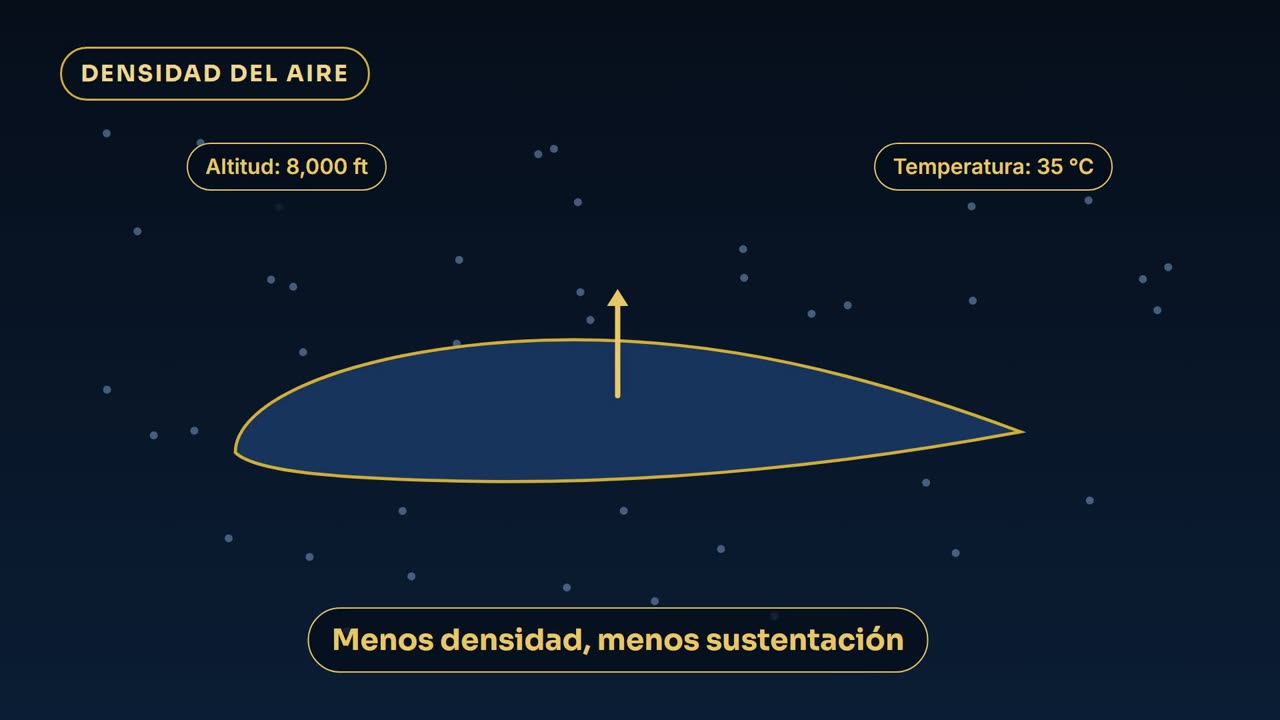 DENSIDAD DEL AIRE
Altitud: 8,000 ft
Temperatura: 35 °C
Menos densidad, menos sustentación